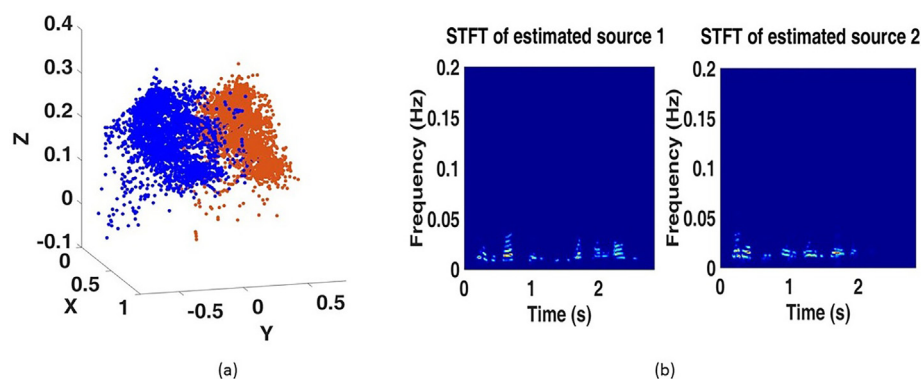 0.4
0.3
0.2
0.1
0
-0.1
Z
0
0.5
1
X
-0.5
0
0.5
Y
(a)
STFT of estimated source 1
0.2
0.15
0.1
0.05
0
Frequency (Hz)
0 1 2
Time (s)
STFT of estimated source 2
0.2
0.15
0.1
0.05
0
Frequency (Hz)
0 1 2
Time (s)
(b)